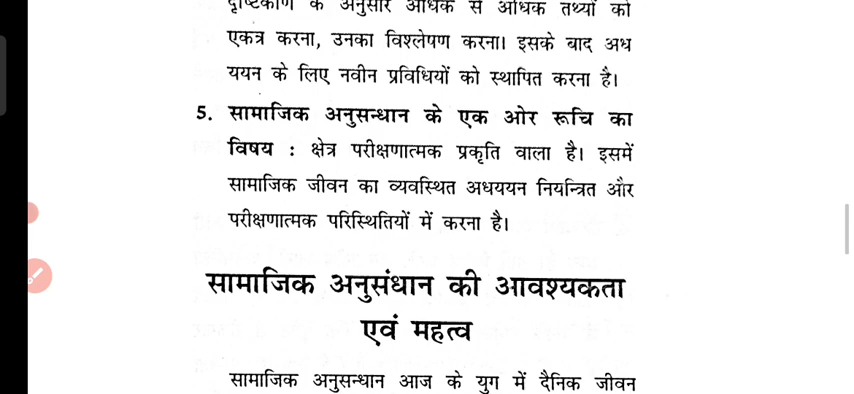 दृष्टिकोण के अनुसार अधिक से अधिक तथ्यों को
एकत्र करना, उनका विश्लेषण करना। इसके बाद अध
ययन के लिए नवीन प्रविधियों को स्थापित करना है।
5. सामाजिक अनुसन्धान के एक ओर रूचि का
विषय : क्षेत्र परीक्षणात्मक प्रकृति वाला है। इसमें
सामाजिक जीवन का व्यवस्थित अधययन नियन्त्रित और
परीक्षणात्मक परिस्थितियों में करना है।
सामाजिक अनुसंधान की आवश्यकता
एवं महत्व
सामाजिक अनुसन्धान आज के युग में दैनिक जीवन